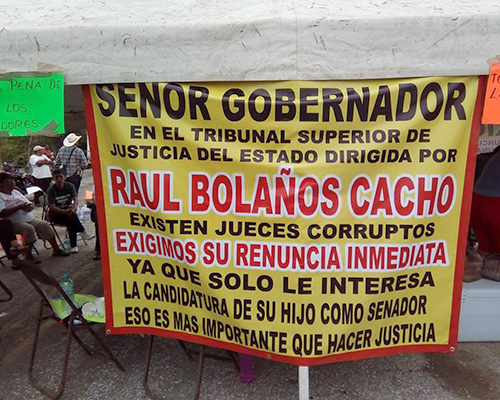 PENA DE
LOS
SEÑOR GOBERNADOR
EN EL TRIBUNAL SUPERIOR DE
JUSTICIA DEL ESTADO DIRIGIDA POR
RAUL BOLAÑOS CACHO
EXISTEN JUECES CORRUPTOS
EXIGIMOS SU RENUNCIA INMEDIATA
YA QUE SOLO LE INTERESA
LA CANDIDATURA DE SU HIJO COMO SENADOR
ESO ES MAS IMPORTANTE QUE HACER JUSTICIA